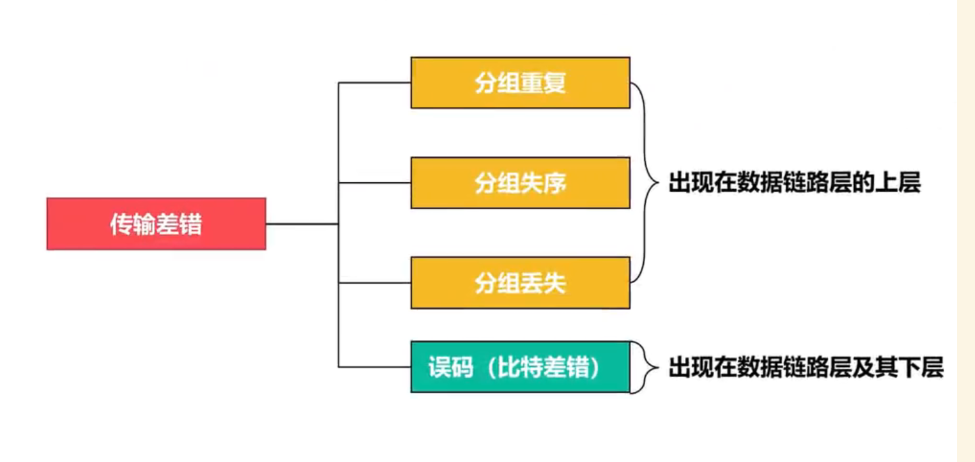 分组重复
分组失序
出现在数据链路层的上层
传输差错
分组丢失
误码（比特差错）
出现在数据链路层及其下层